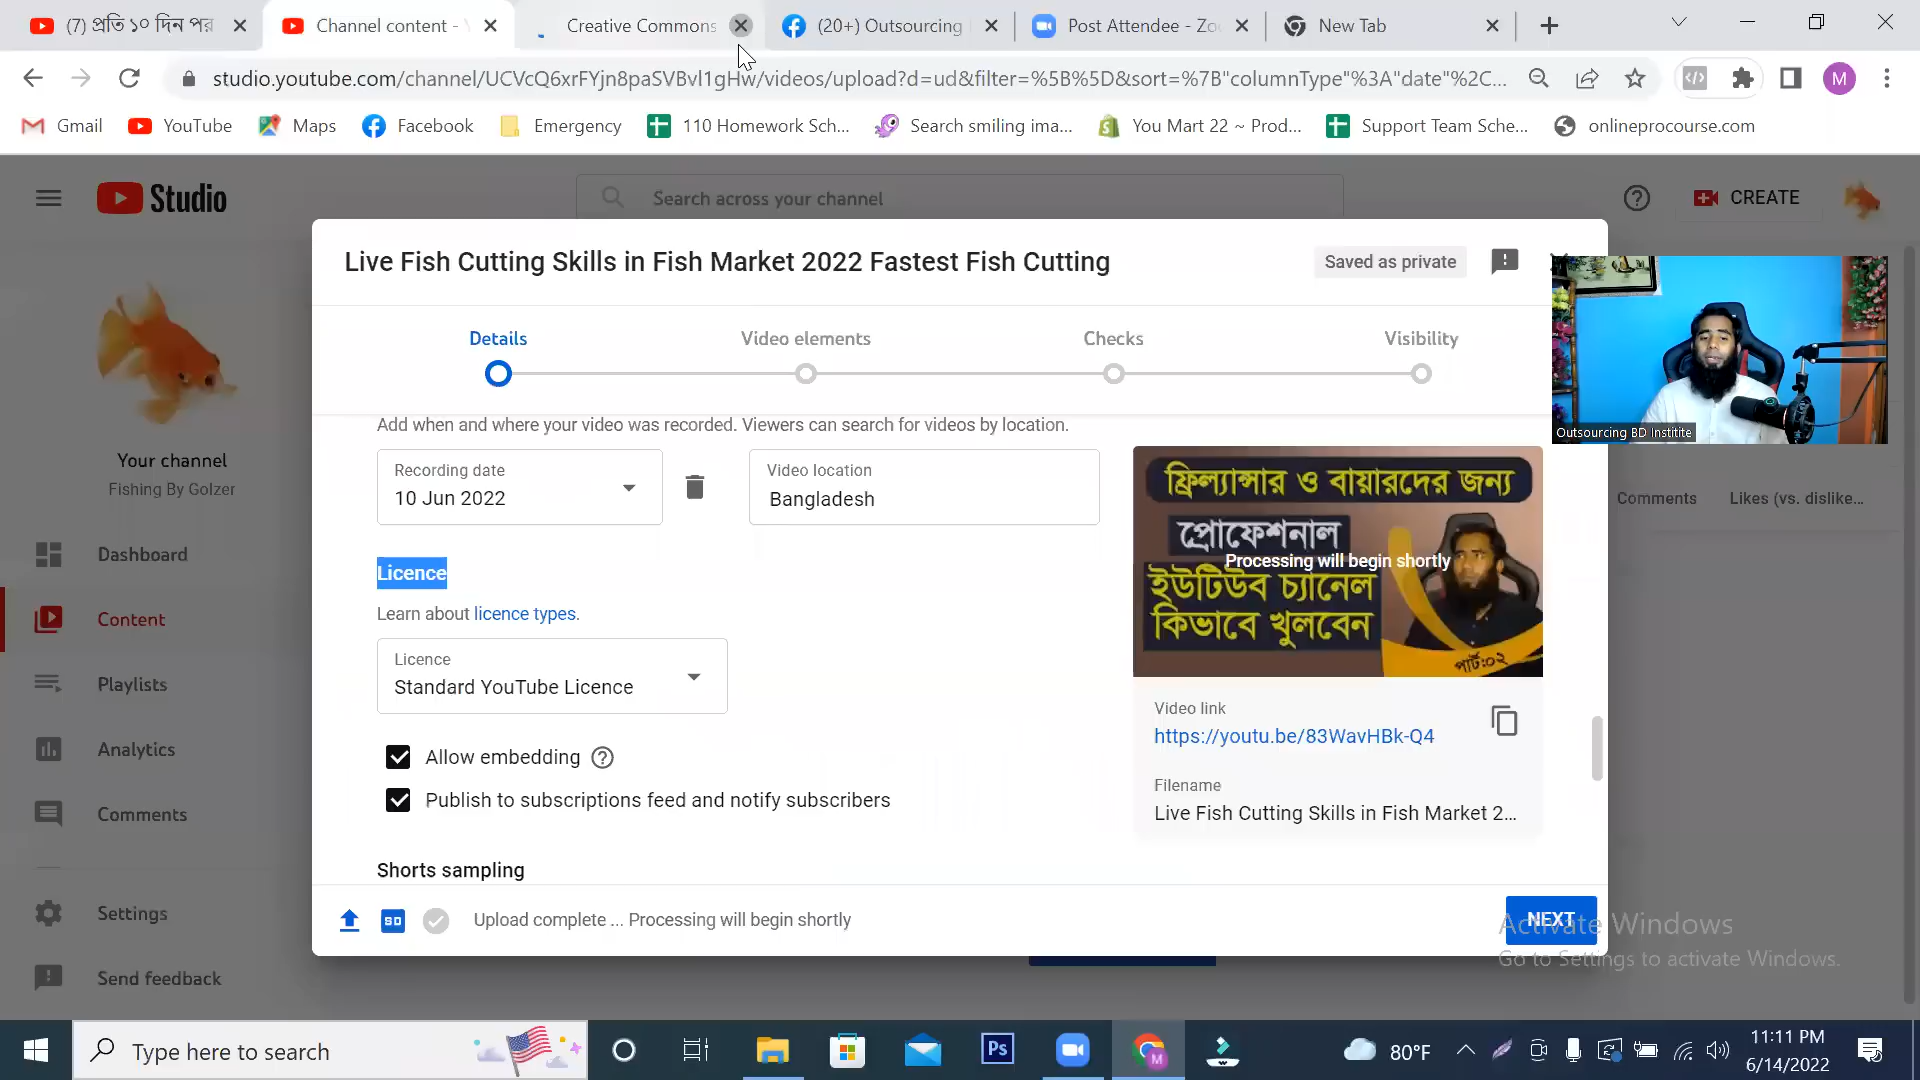 (7) প্রতি ১০ দিন পর
Channel content -
Creative Commons
(20+) Outsourcing
Post Attendee - Zo
New Tab
studio.youtube.com/channel/UCVcQ6xrFYjn8paSVBvl1gHw/videos/upload?d=ud&filter=%5B%5D&sort=%7B"columnType"%3A"date"%2C...
M
Gmail
YouTube
Maps
Facebook
Emergency
110 Homework Sch...
Search smiling ima...
You Mart 22 ~ Prod...
Support Team Sche...
onlineprocourse.com
Studio
Search across your channel
CREATE
Live Fish Cutting Skills in Fish Market 2022 Fastest Fish Cutting
Saved as private
Details
Video elements
Checks
Visibility
Outsourcing BD Institite
Your channel
Fishing By Golzer
Dashboard
Content
Playlists
Analytics
Comments
Settings
Send feedback
Comments
Likes (vs. dislike...
Add when and where your video was recorded. Viewers can search for videos by location.
Recording date
10 Jun 2022
Video location
Bangladesh
Licence
Learn about licence types.
Licence
Standard YouTube Licence
Allow embedding
Publish to subscriptions feed and notify subscribers
Shorts sampling
ফ্রিল্যান্সার ও বায়ারদের জন্য
প্রোফেশনাল
Processing will begin shortly
ইউটিউব চ্যানেল
কিভাবে খুলবেন
পার্ট:০২
Video link
https://youtu.be/83WavHBk-Q4
Filename
Live Fish Cutting Skills in Fish Market 2...
SD
Upload complete ... Processing will begin shortly
NEXT
Activate Windows
Go to Settings to activate Windows.
Type here to search
Ps
M
80°F
11:11 PM
6/14/2022